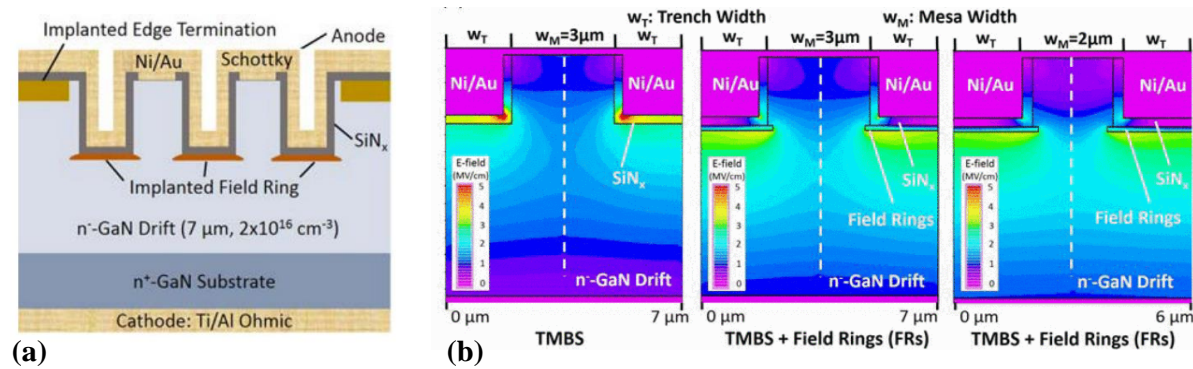 Implanted Edge Termination
Anode
Ni/Au
Schottky
SiNx
Implanted Field Ring
n⁻-GaN Drift (7 μm, 2x10¹⁶ cm⁻³)
n⁺-GaN Substrate
Cathode: Ti/Al Ohmic
(a)
wT: Trench Width
wM: Mesa Width
wT
wM=3μm
wT
Ni/Au
Ni/Au
E-field
(MV/cm)
5
4
3
2
1
0
SiNx
n⁻-GaN Drift
0 μm
7 μm
TMBS
wT
wM=3μm
wT
Ni/Au
Ni/Au
E-field
(MV/cm)
5
4
3
2
1
0
SiNx
Field Rings
n⁻-GaN Drift
0 μm
7 μm
TMBS + Field Rings (FRs)
wT
wM=2μm
wT
Ni/Au
Ni/Au
E-field
(MV/cm)
5
4
3
2
1
0
SiNx
Field Rings
n⁻-GaN Drift
0 μm
6 μm
TMBS + Field Rings (FRs)
(b)